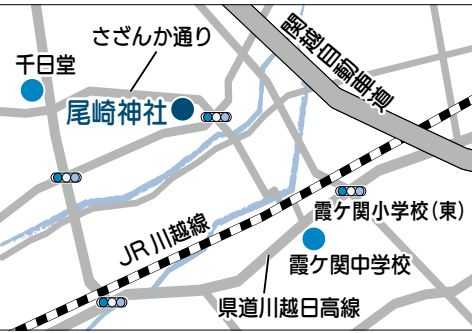 さざんか通り
関越自動車道
千日堂
尾崎神社
霞ケ関小学校(東)
JR川越線
霞ケ関中学校
県道川越日高線